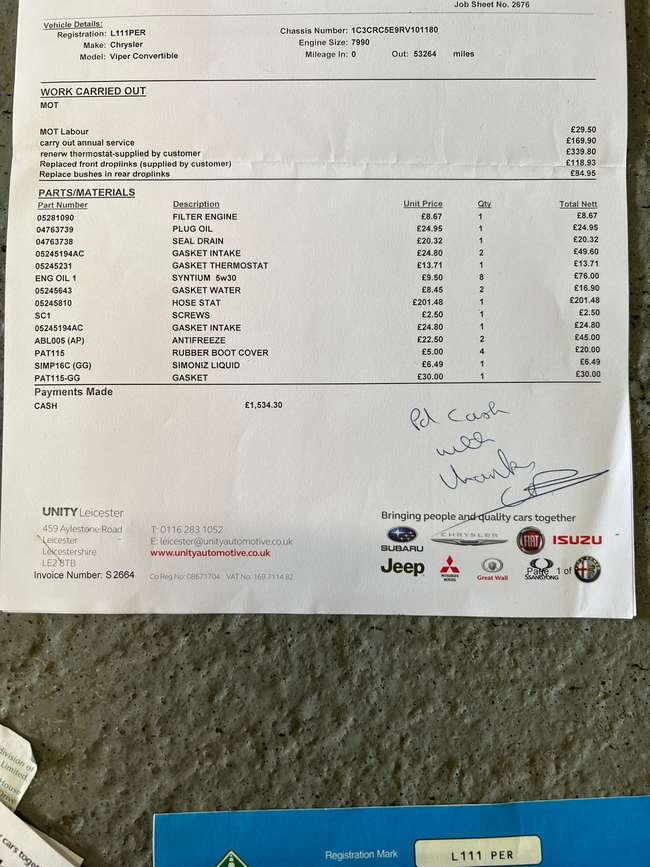 Job Sheet No. 2676
Vehicle Details:
Registration: L111PER
Chassis Number: 1C3CRC5E9RV101180
Make: Chrysler
Engine Size: 7990
Model: Viper Convertible
Mileage In: 0 Out: 53264 miles
WORK CARRIED OUT
MOT
MOT Labour £29.50
carry out annual service £169.90
renerw thermostat-supplied by customer £339.80
Replaced front droplinks (supplied by customer) £118.93
Replace bushes in rear droplinks £84.95
PARTS/MATERIALS
Part Number Description Unit Price Qty Total Nett
05281090 FILTER ENGINE £8.67 1 £8.67
04763739 PLUG OIL £24.95 1 £24.95
04763738 SEAL DRAIN £20.32 1 £20.32
05245194AC GASKET INTAKE £24.80 2 £49.60
05245231 GASKET THERMOSTAT £13.71 1 £13.71
ENG OIL 1 SYNTIUM 5w30 £9.50 8 £76.00
05245643 GASKET WATER £8.45 2 £16.90
05245810 HOSE STAT £201.48 1 £201.48
SC1 SCREWS £2.50 1 £2.50
05245194AC GASKET INTAKE £24.80 1 £24.80
ABL005 (AP) ANTIFREEZE £22.50 2 £45.00
PAT115 RUBBER BOOT COVER £5.00 4 £20.00
SIMP16C (GG) SIMONIZ LIQUID £6.49 1 £6.49
PAT115-GG GASKET £30.00 1 £30.00
Payments Made
CASH £1,534.30
Pd Cash
with
thanks
UNITY Leicester
459 Aylestone Road
Leicester
Leicestershire
LE2 8TB
T: 0116 283 1052
E: leicester@unityautomotive.co.uk
www.unityautomotive.co.uk
Invoice Number: S 2664
Co Reg No: 08671704 VAT No: 169 7114 82
Bringing people and quality cars together
SUBARU
CHRYSLER
FIAT
ISUZU
Jeep
MITSUBISHI MOTORS
Great Wall
SSANGYONG
Page 1 of
division of
Limited
House
Drive
cars toge
Registration Mark L111 PER